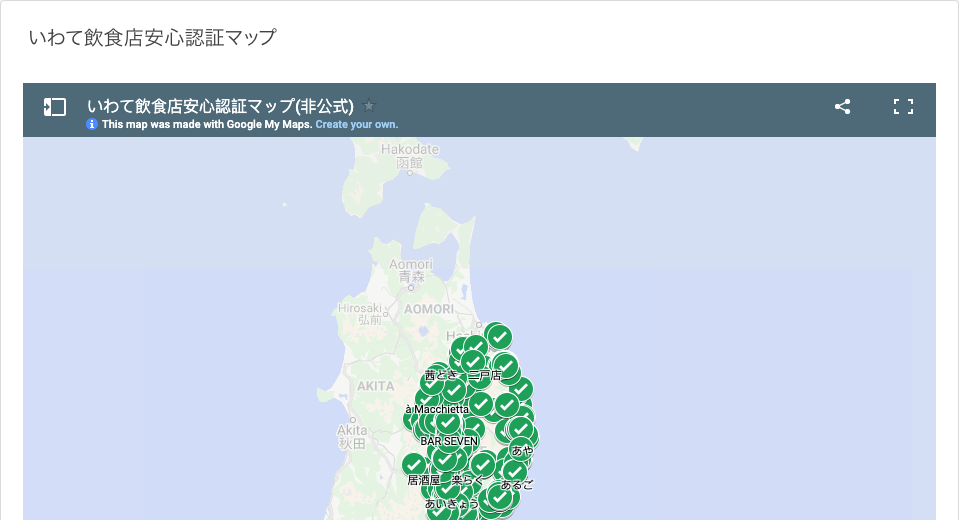 いわて飲食店安心認証マップ
いわて飲食店安心認証マップ(非公式)
This map was made with Google My Maps. Create your own.
Hakodate
函館
Aomori
青森
Hirosaki
弘前
AOMORI
茜とき
二戸店
AKITA
à Macchietta
Akita
秋田
BAR SEVEN
あや
居酒屋
楽らく
あるご
あいきょう